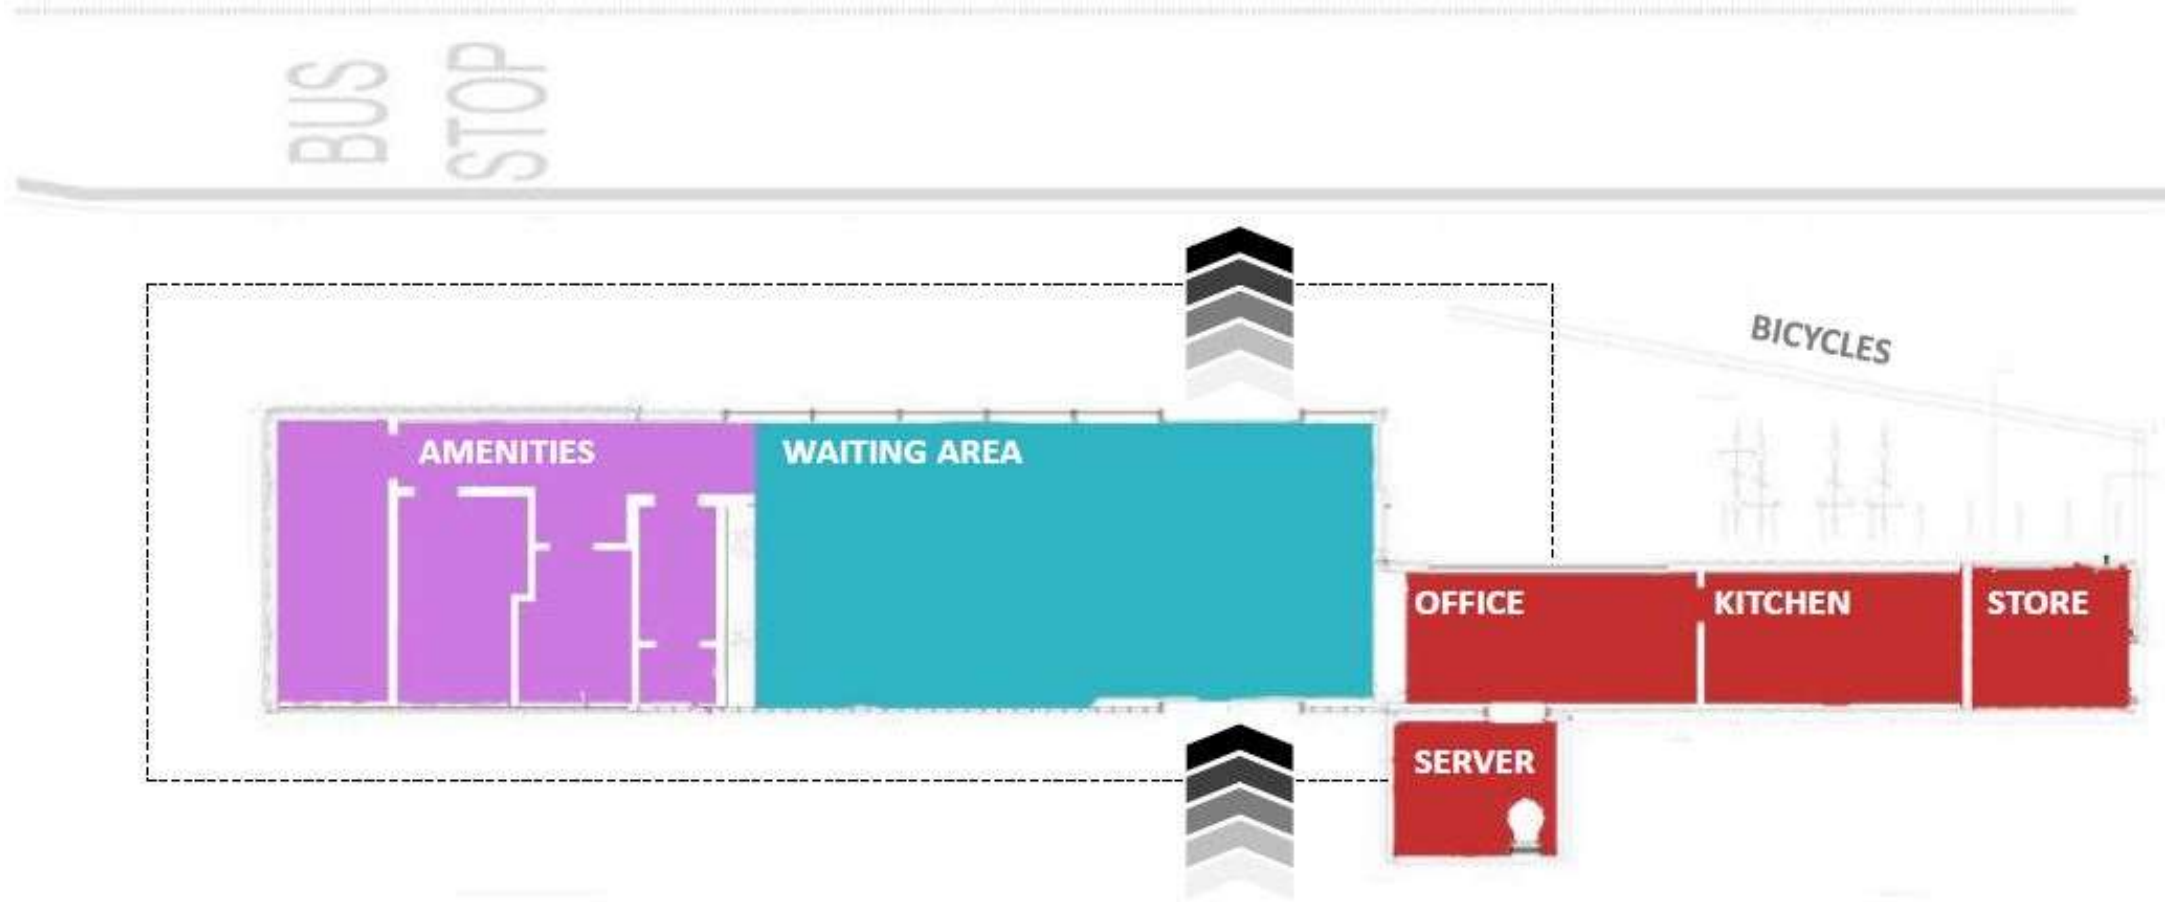 BUS
STOP
BICYCLES
AMENITIES
WAITING AREA
OFFICE
KITCHEN
STORE
SERVER